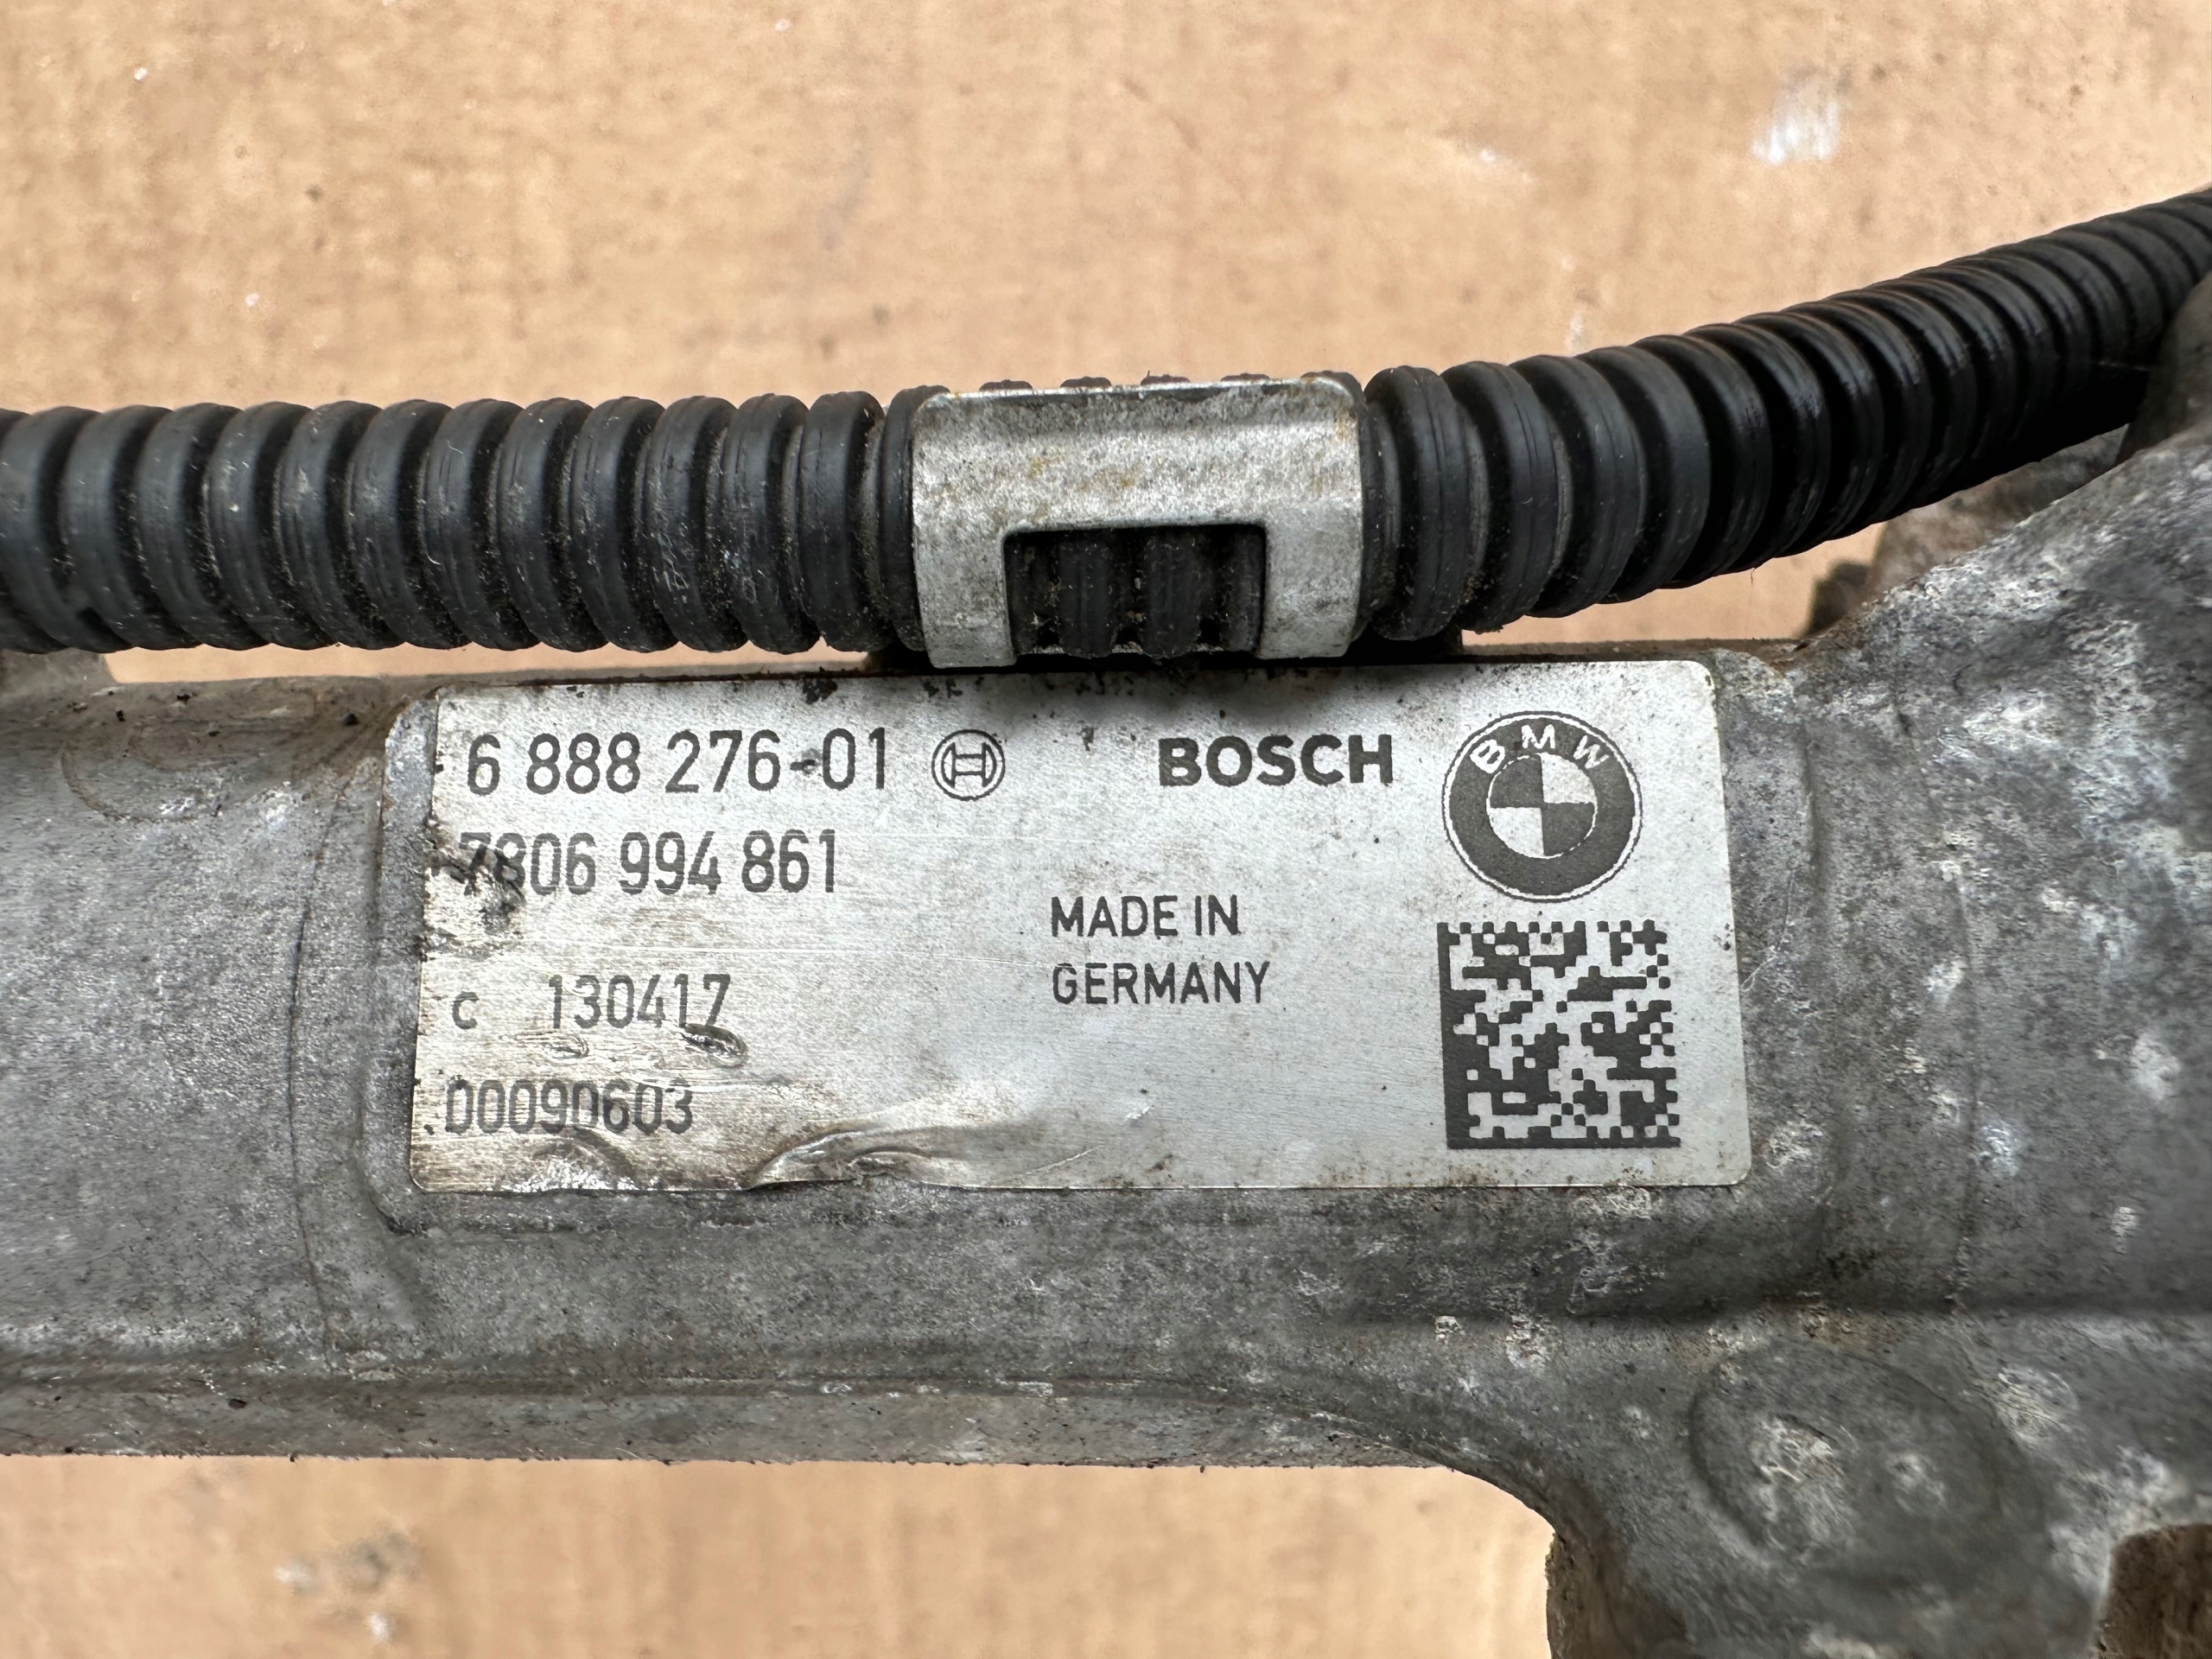 6 888 276-01 BOSCH BMW
7806 994 861
MADE IN
GERMANY
C 130417
00090603